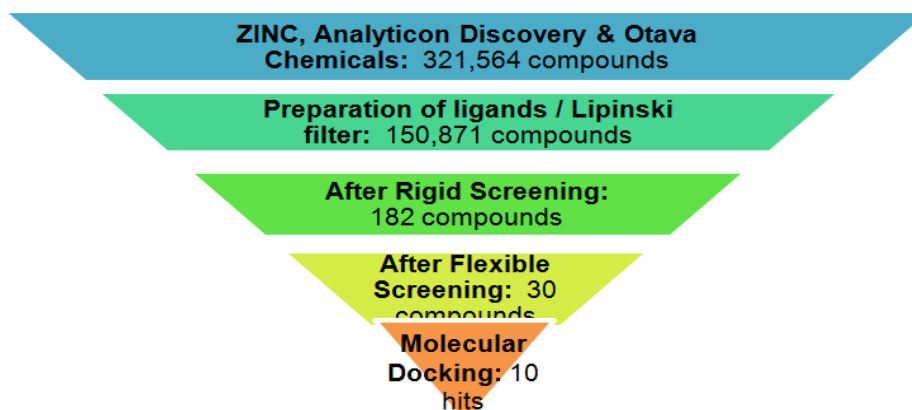 ZINC, Analyticon Discovery & Otava
Chemicals: 321,564 compounds
Preparation of ligands / Lipinski
filter: 150,871 compounds
After Rigid Screening:
182 compounds
After Flexible
Screening: 30
compounds
Molecular
Docking: 10
hits